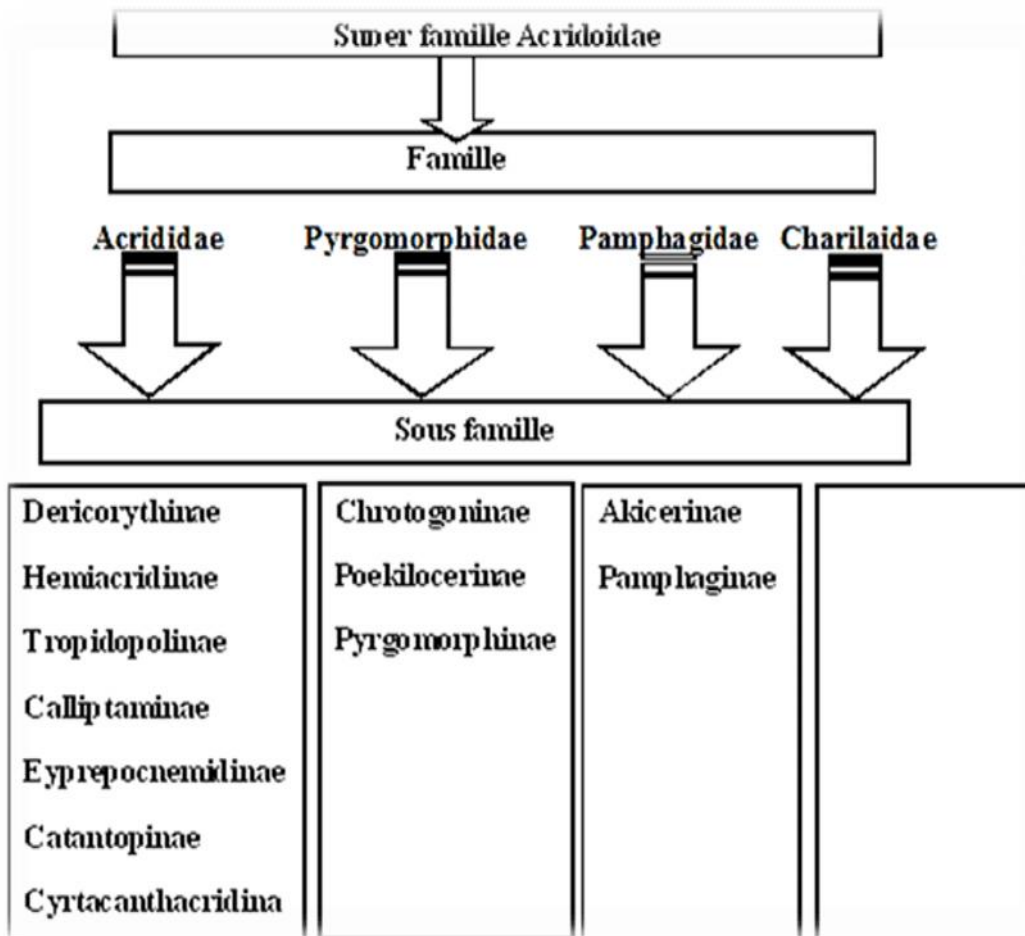 Super famille Acridoidae
Famille
Acrididae Pyrgomorphidae Pamphagidae Charilaidae
Sous famille
Dericorythinae
Hemiacridinae
Tropidopolinae
Calliptaminae
Eyprepocnemidinae
Catantopinae
Cyrtacanthacridina
Chrotogoninae
Poekilocerinae
Pyrgomorphinae
Akicerinae
Pamphaginae